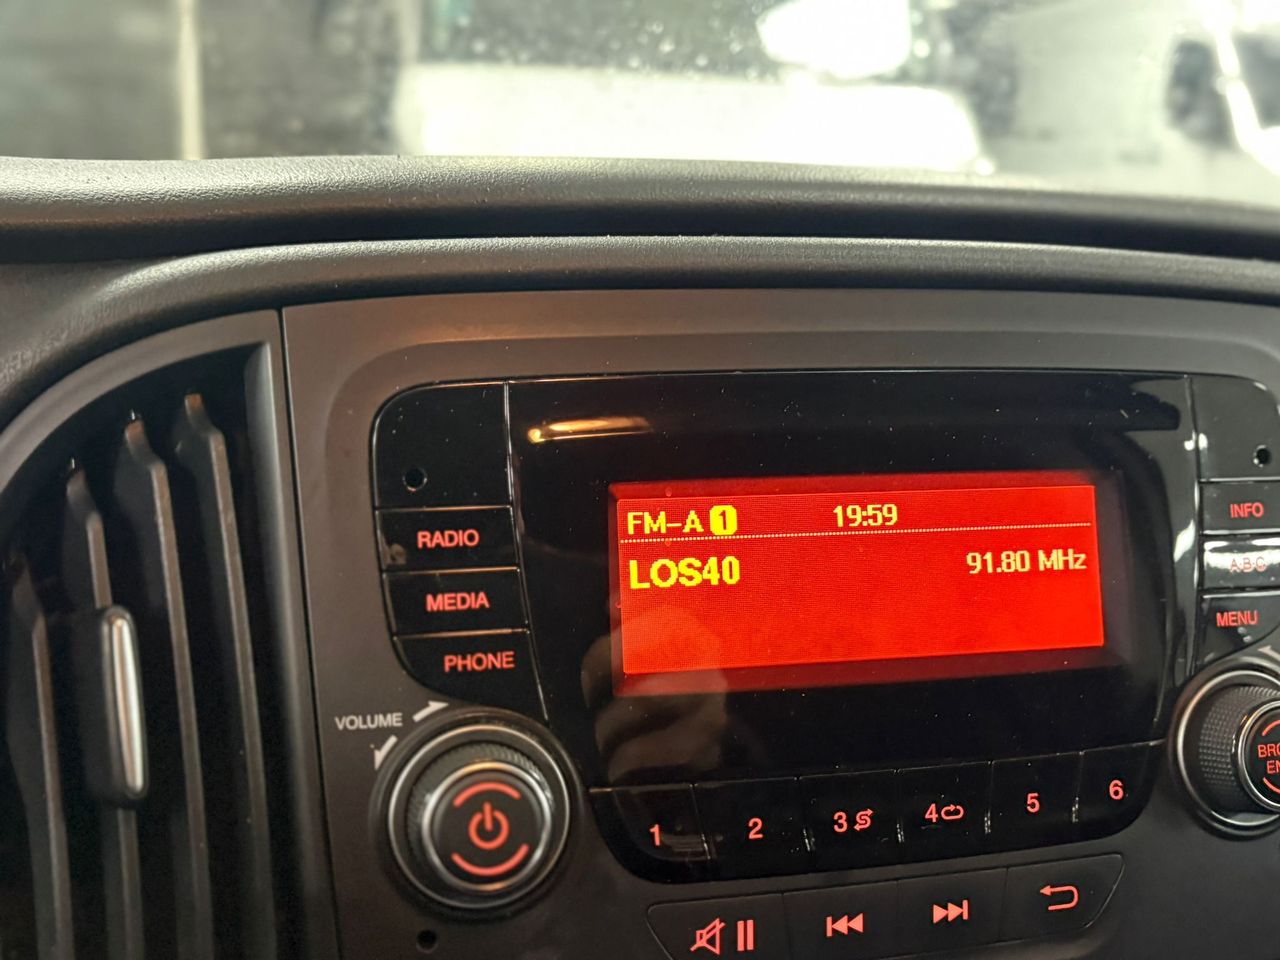 FM-A 1 19:59
LOS40 91.80 MHz
RADIO
MEDIA
PHONE
VOLUME
INFO
A-B-C
MENU
1 2 3 4 5 6